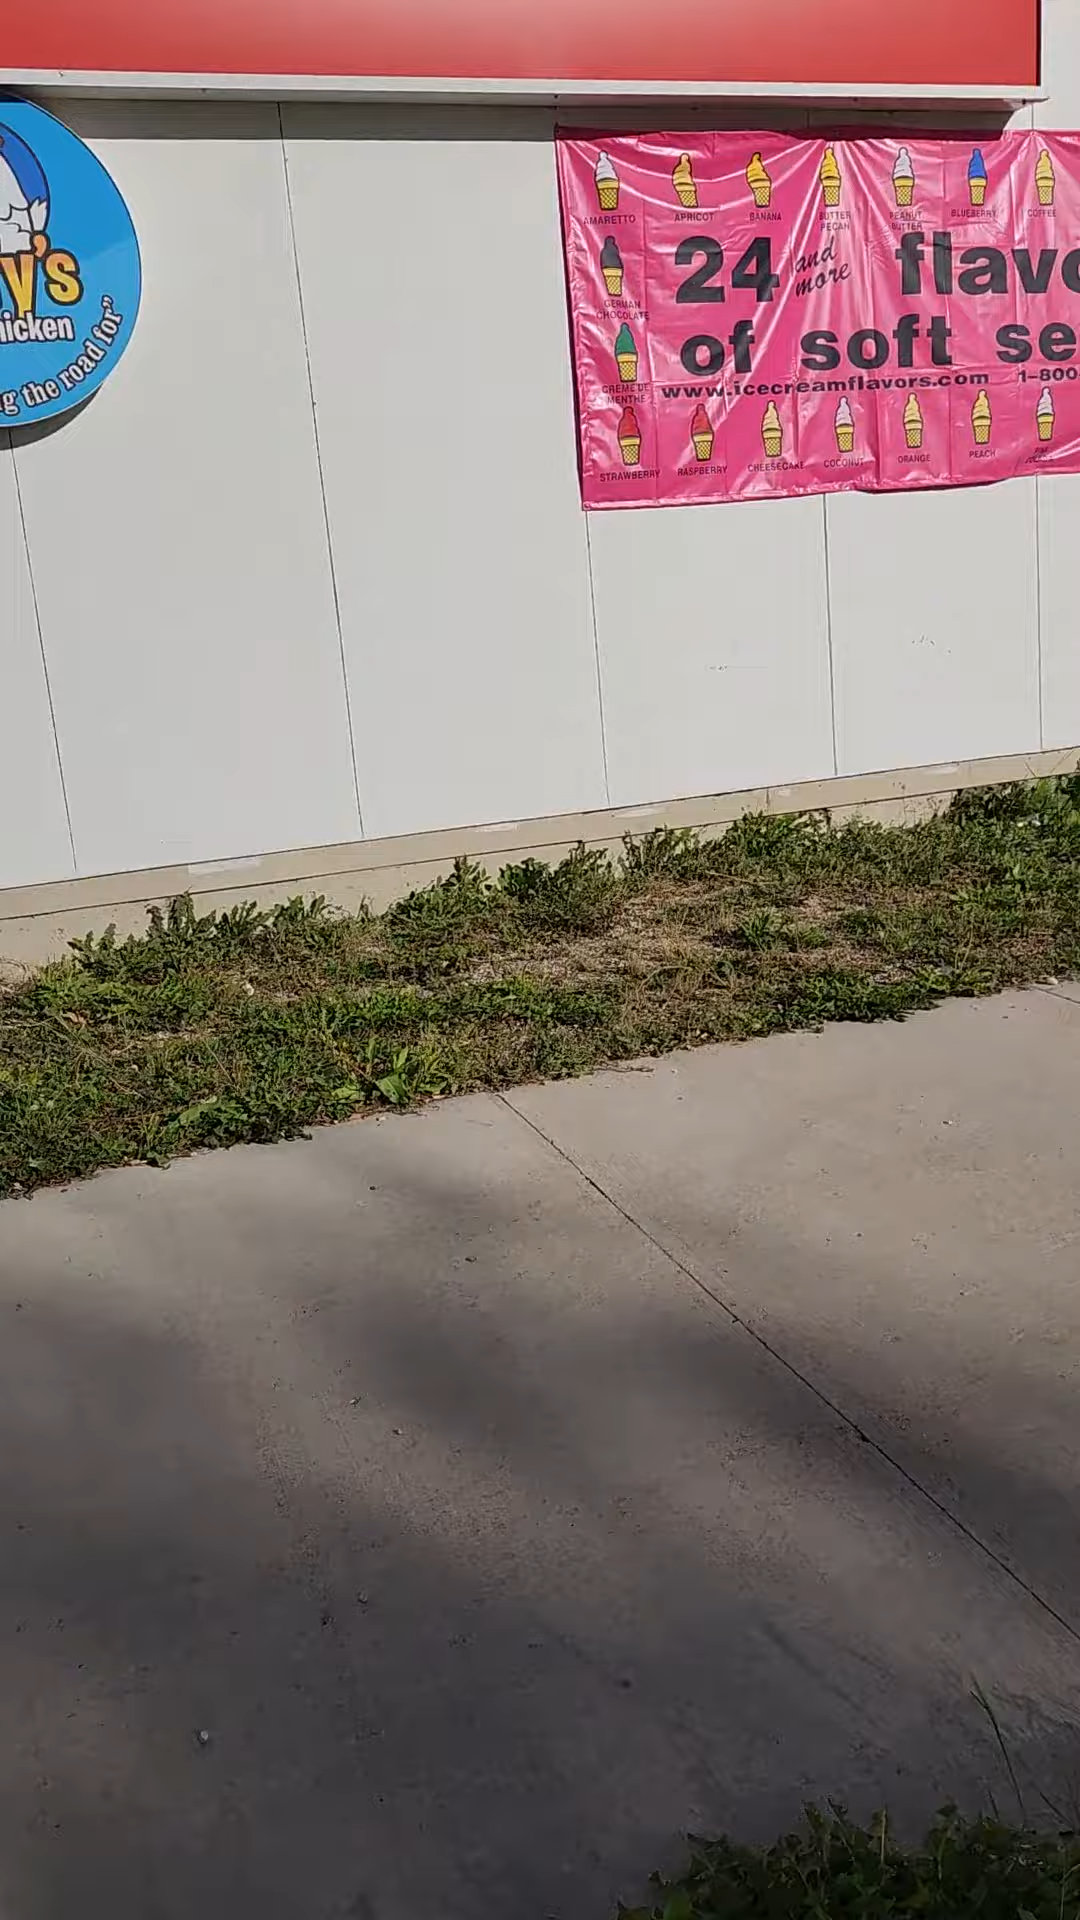 y's
hicken
g the road for"
AMARETTO APRICOT BANANA BUTTER PECAN PEANUT BUTTER BLUEBERRY COFFEE
24 and more flavo
GERMAN CHOCOLATE
of soft se
CREME DE MENTHE
www.icecreamflavors.com 1-800-
STRAWBERRY RASPBERRY CHEESECAKE COCONUT ORANGE PEACH